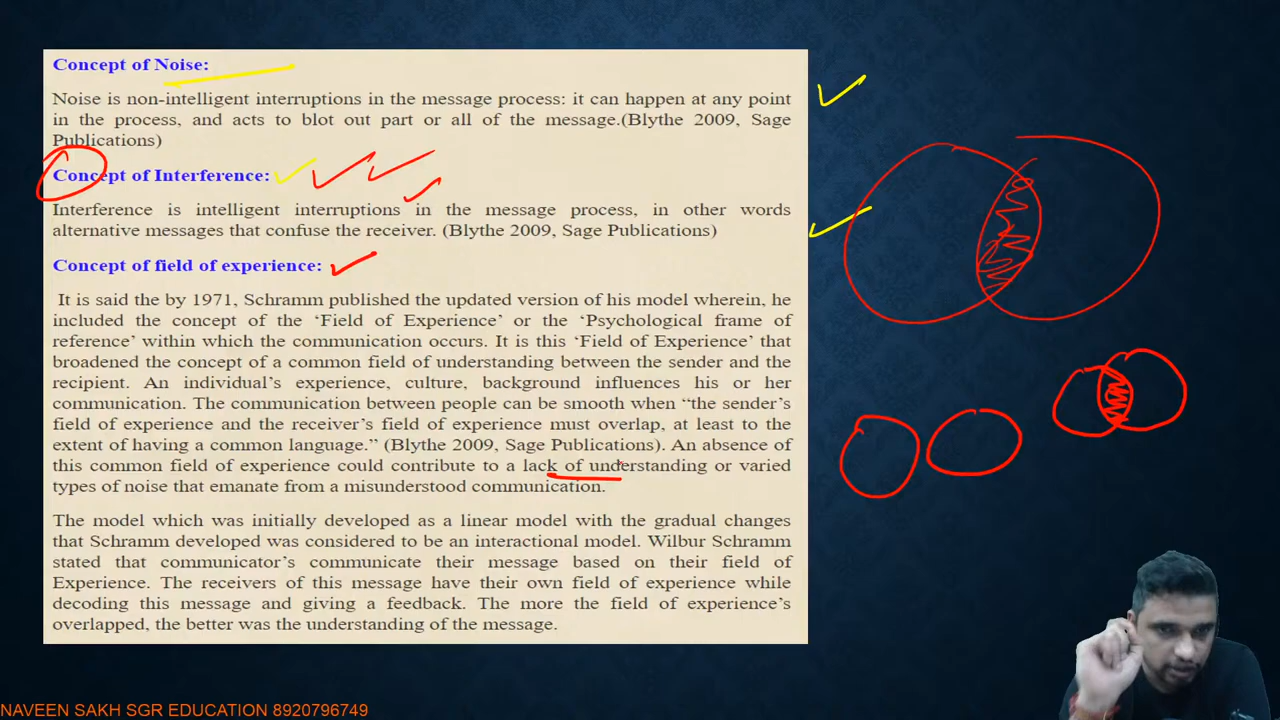 Concept of Noise:
Noise is non-intelligent interruptions in the message process: it can happen at any point
in the process, and acts to blot out part or all of the message.(Blythe 2009, Sage
Publications)
Concept of Interference:
Interference is intelligent interruptions in the message process, in other words
alternative messages that confuse the receiver. (Blythe 2009, Sage Publications)
Concept of field of experience:
It is said the by 1971, Schramm published the updated version of his model wherein, he
included the concept of the ‘Field of Experience’ or the ‘Psychological frame of
reference’ within which the communication occurs. It is this ‘Field of Experience’ that
broadened the concept of a common field of understanding between the sender and the
recipient. An individual’s experience, culture, background influences his or her
communication. The communication between people can be smooth when “the sender’s
field of experience and the receiver’s field of experience must overlap, at least to the
extent of having a common language.” (Blythe 2009, Sage Publications). An absence of
this common field of experience could contribute to a lack of understanding or varied
types of noise that emanate from a misunderstood communication.
The model which was initially developed as a linear model with the gradual changes
that Schramm developed was considered to be an interactional model. Wilbur Schramm
stated that communicator’s communicate their message based on their field of
Experience. The receivers of this message have their own field of experience while
decoding this message and giving a feedback. The more the field of experience’s
overlapped, the better was the understanding of the message.
NAVEEN SAKH SGR EDUCATION 8920796749